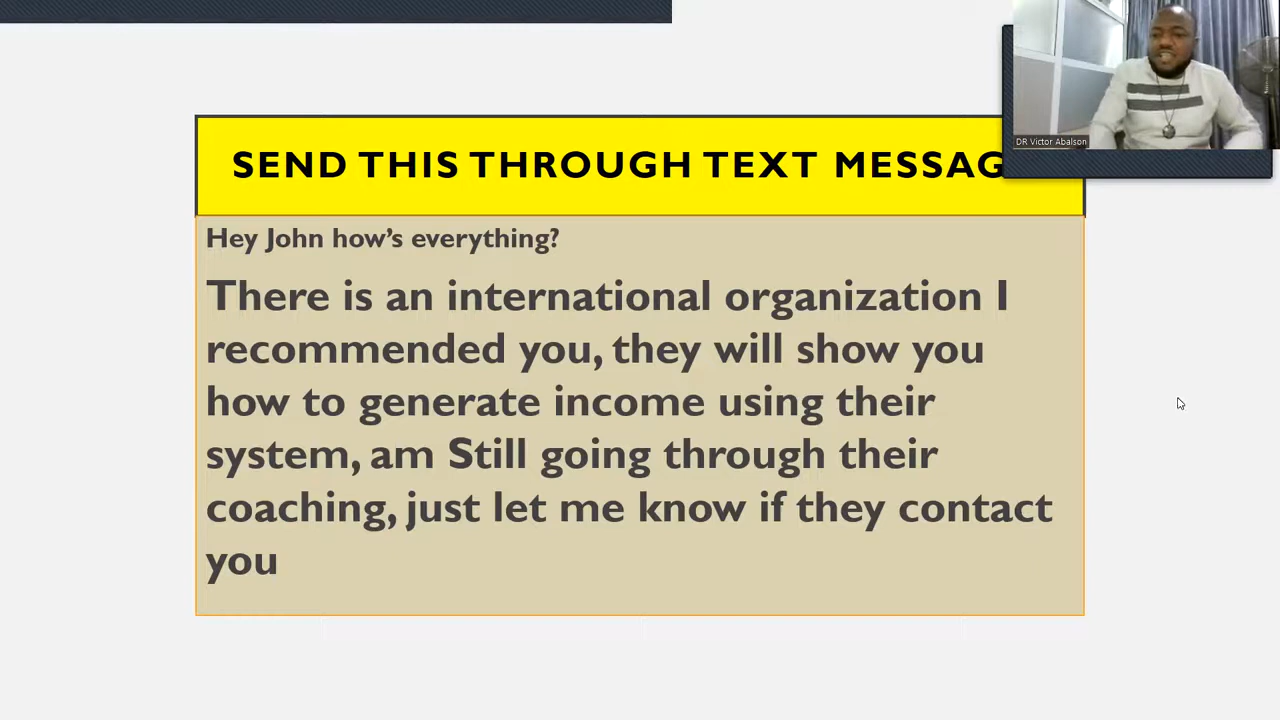 SEND THIS THROUGH TEXT MESSAG
DR Victor Abalson
Hey John how's everything?
There is an international organization I
recommended you, they will show you
how to generate income using their
system, am Still going through their
coaching, just let me know if they contact
you